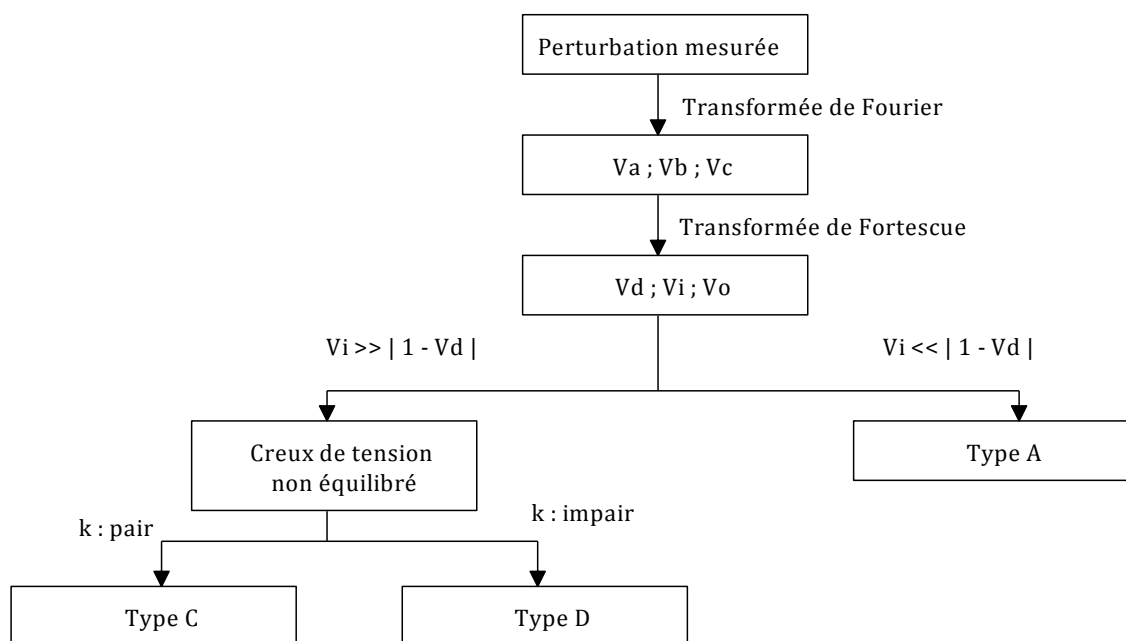 Perturbation mesurée
Transformée de Fourier
Va ; Vb ; Vc
Transformée de Fortescue
Vd ; Vi ; Vo
Vi >> | 1 - Vd |
Vi << | 1 - Vd |
Creux de tension
non équilibré
Type A
k : pair
k : impair
Type C
Type D